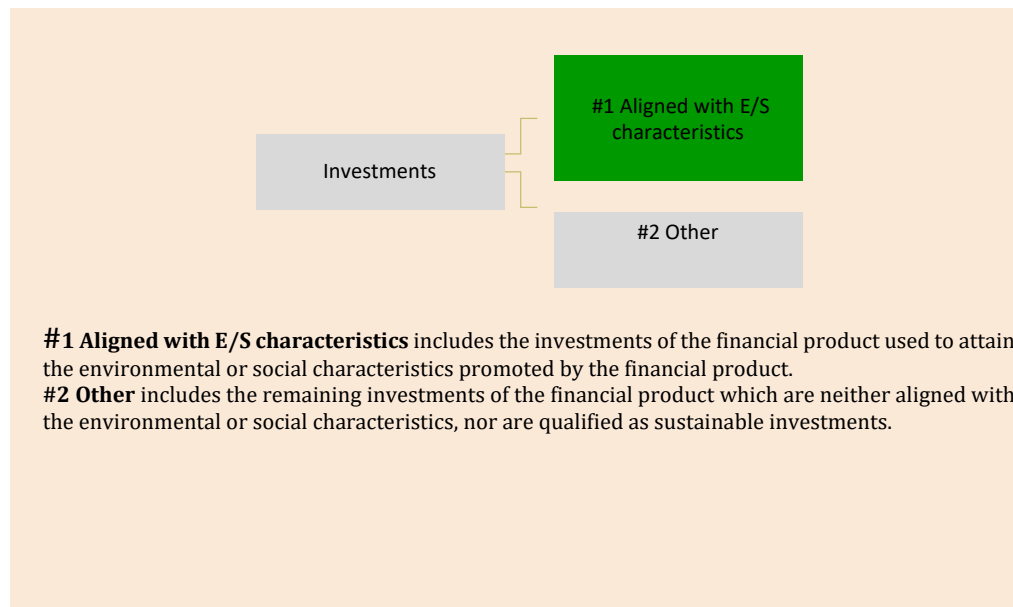 #1 Aligned with E/S
characteristics
Investments
#2 Other
#1 Aligned with E/S characteristics includes the investments of the financial product used to attain
the environmental or social characteristics promoted by the financial product.
#2 Other includes the remaining investments of the financial product which are neither aligned with
the environmental or social characteristics, nor are qualified as sustainable investments.